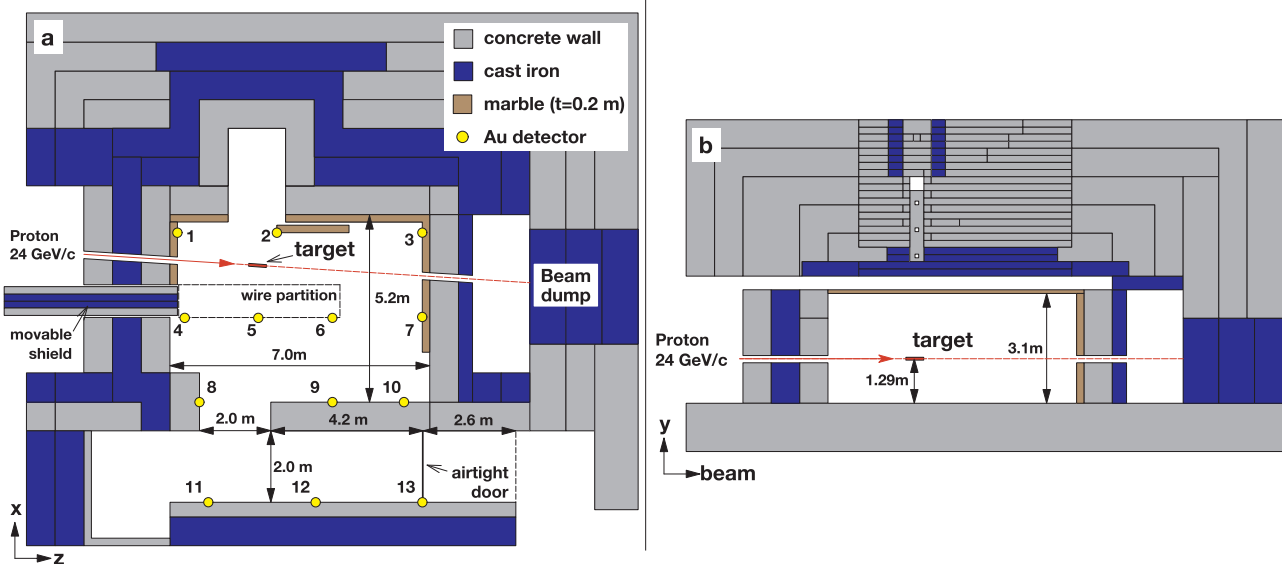 a
concrete wall
cast iron
marble (t=0.2 m)
Au detector
Proton
24 GeV/c
1
2
3
target
Beam
dump
wire partition
5.2m
movable
shield
4
5
6
7
7.0m
8
9
10
2.0 m
4.2 m
2.6 m
2.0 m
airtight
door
11
12
13
x
z
b
Proton
24 GeV/c
target
3.1m
1.29m
y
beam